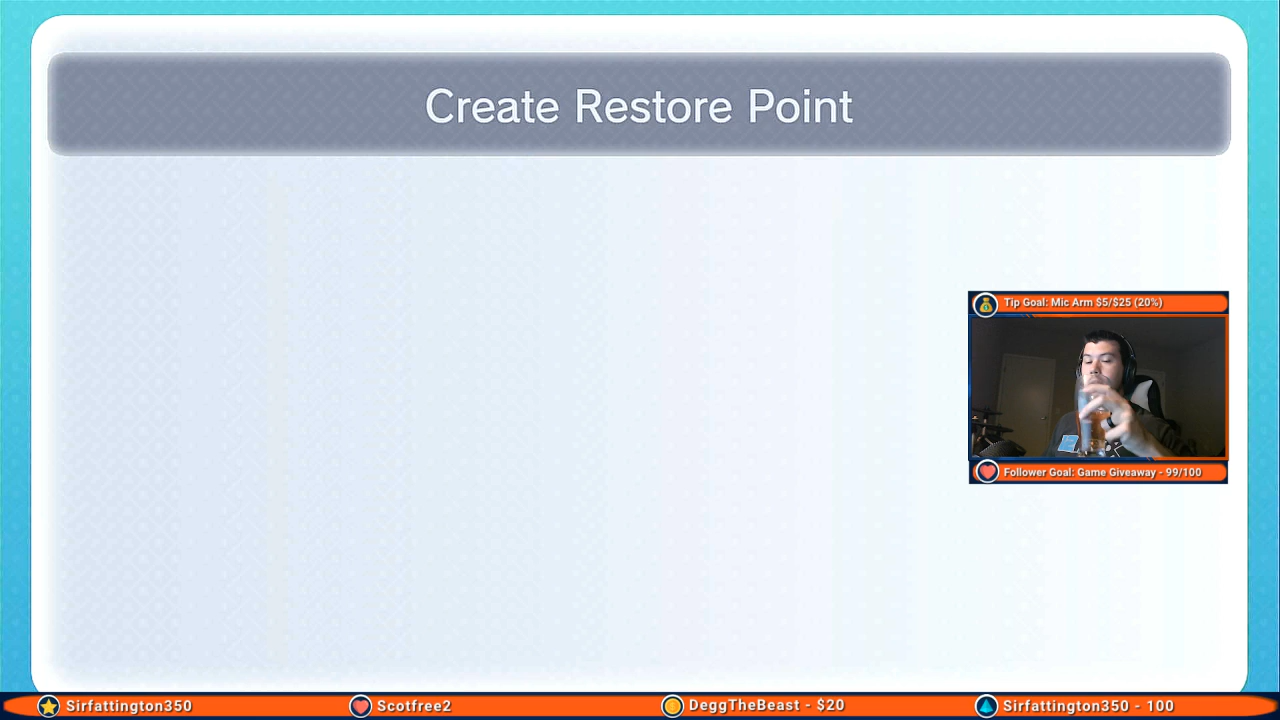 Create Restore Point
Tip Goal: Mic Arm $5/$25 (20%)
Follower Goal: Game Giveaway - 99/100
Sirfattington350
Scotfree2
DeggTheBeast - $20
Sirfattington350 - 100